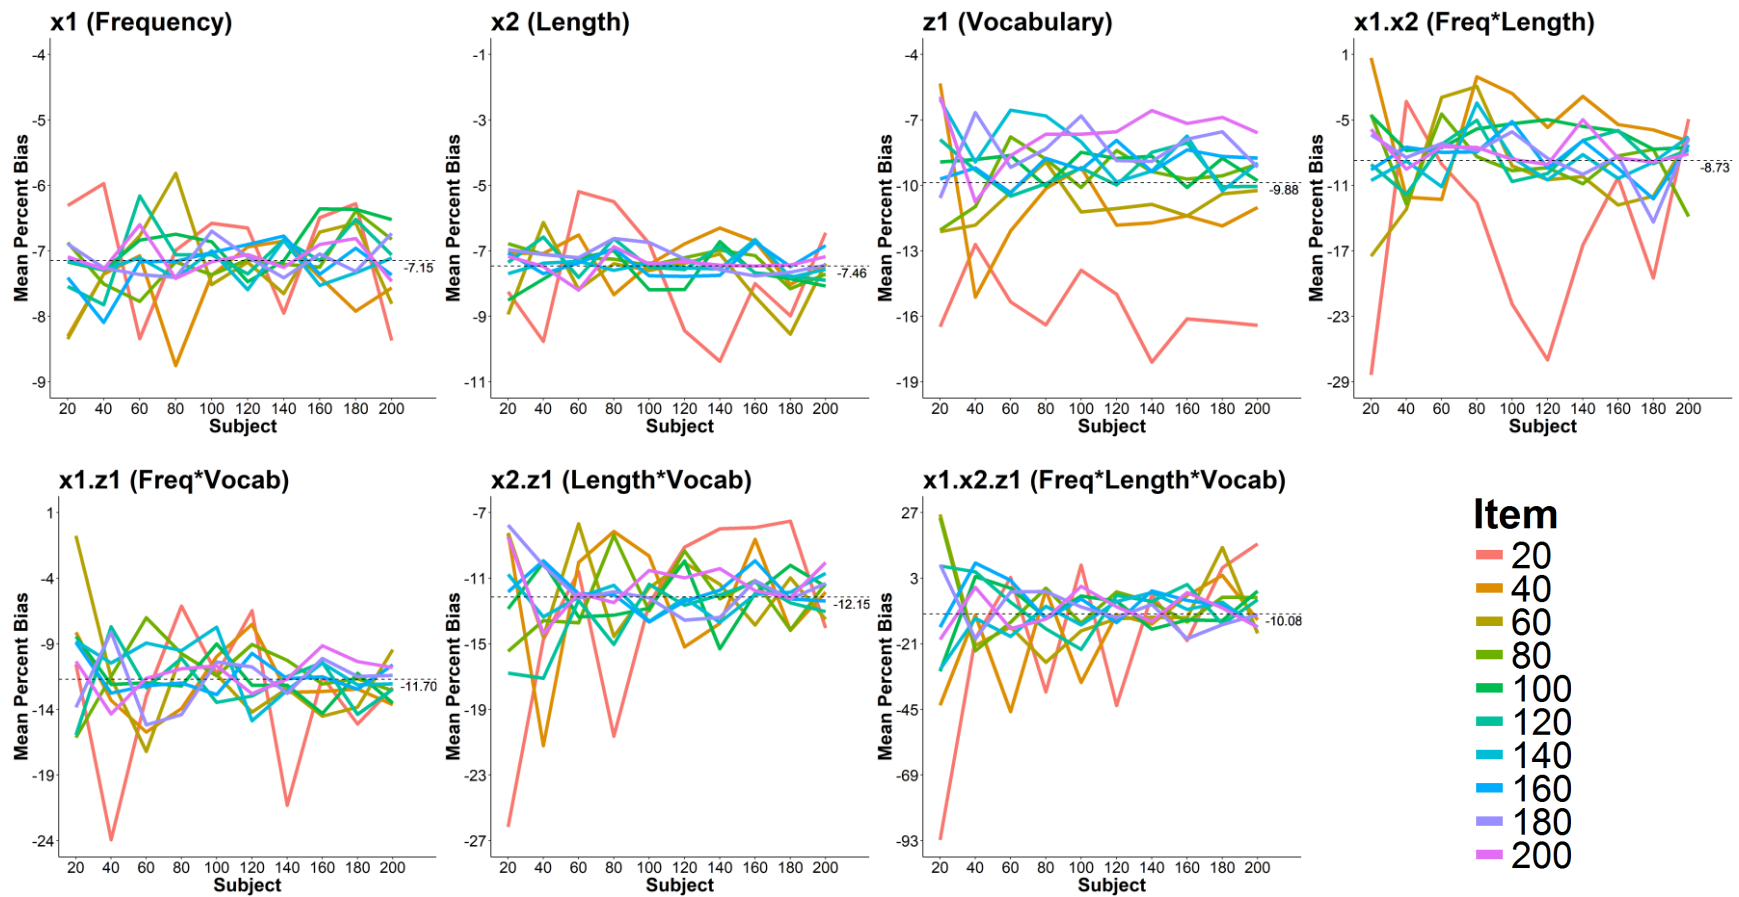 x1 (Frequency)
Mean Percent Bias
-4
-5
-6
-7
-8
-9
-7.15
20 40 60 80 100 120 140 160 180 200
Subject
x2 (Length)
Mean Percent Bias
-1
-3
-5
-7
-9
-11
-7.46
20 40 60 80 100 120 140 160 180 200
Subject
z1 (Vocabulary)
Mean Percent Bias
-4
-7
-10
-13
-16
-19
-9.88
20 40 60 80 100 120 140 160 180 200
Subject
x1.x2 (Freq*Length)
Mean Percent Bias
1
-5
-11
-17
-23
-29
-8.73
20 40 60 80 100 120 140 160 180 200
Subject
x1.z1 (Freq*Vocab)
Mean Percent Bias
1
-4
-9
-14
-19
-24
-11.70
20 40 60 80 100 120 140 160 180 200
Subject
x2.z1 (Length*Vocab)
Mean Percent Bias
-7
-11
-15
-19
-23
-27
-12.15
20 40 60 80 100 120 140 160 180 200
Subject
x1.x2.z1 (Freq*Length*Vocab)
Mean Percent Bias
27
3
-21
-45
-69
-93
-10.08
20 40 60 80 100 120 140 160 180 200
Subject
Item
20
40
60
80
100
120
140
160
180
200